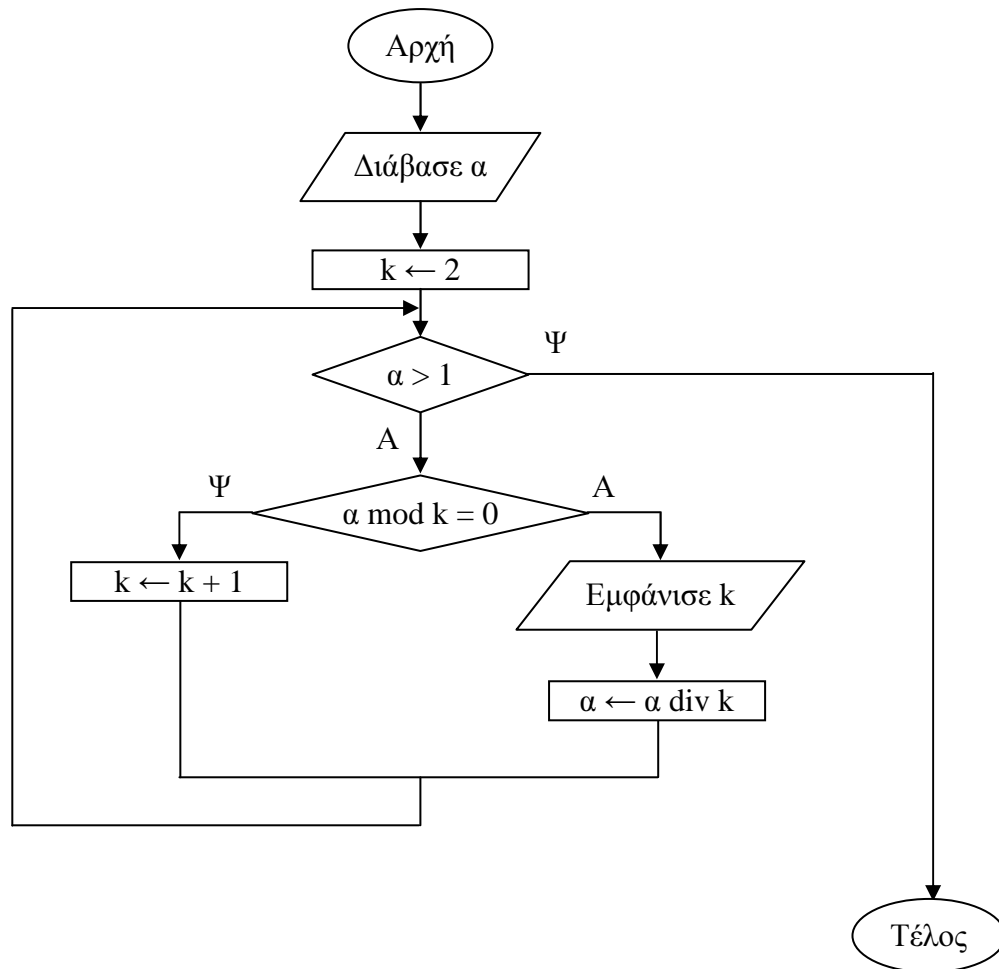 Αρχή
Διάβασε α
k ← 2
α > 1
Ψ
Α
α mod k = 0
Ψ
Α
k ← k + 1
Εμφάνισε k
α ← α div k
Τέλος